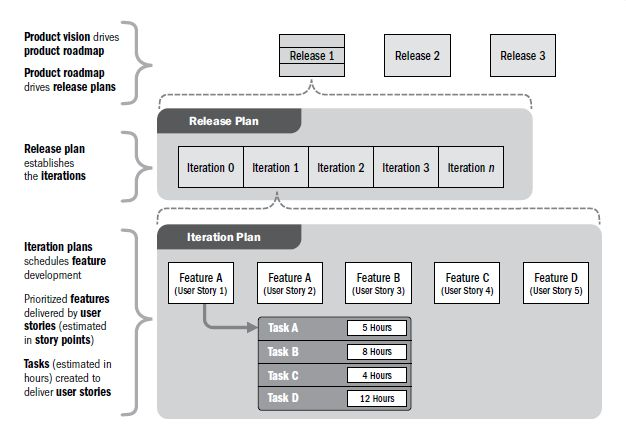 Product vision drives
product roadmap
Product roadmap
drives release plans
Release 1
Release 2
Release 3
Release Plan
Release plan
establishes
the iterations
Iteration 0
Iteration 1
Iteration 2
Iteration 3
Iteration n
Iteration Plan
Iteration plans
schedules feature
development
Prioritized features
delivered by user
stories (estimated
in story points)
Tasks (estimated in
hours) created to
deliver user stories
Feature A
(User Story 1)
Feature A
(User Story 2)
Feature B
(User Story 3)
Feature C
(User Story 4)
Feature D
(User Story 5)
Task A
5 Hours
Task B
8 Hours
Task C
4 Hours
Task D
12 Hours